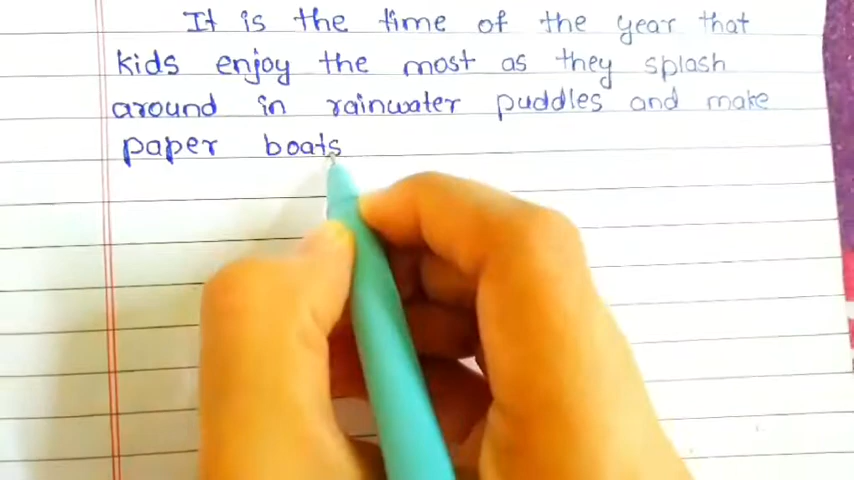 It is the time of the year that
kids enjoy the most as they splash
around in rainwater puddles and make
paper boats